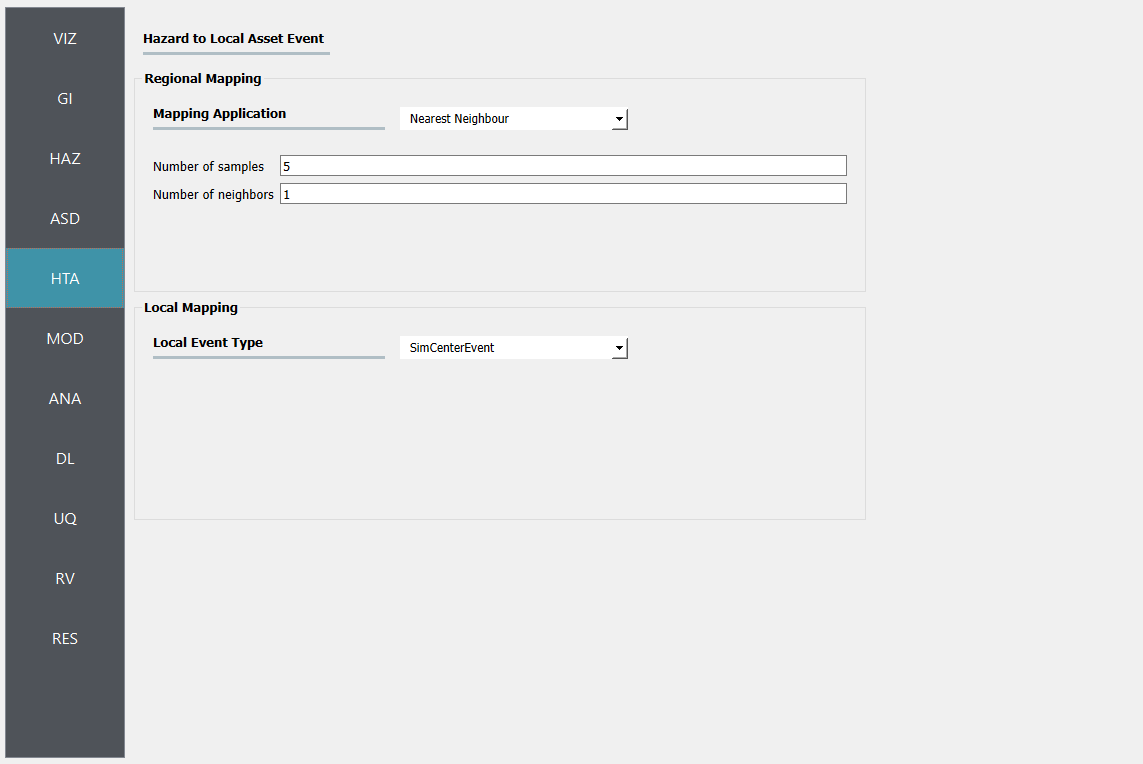 VIZ
GI
HAZ
ASD
HTA
MOD
ANA
DL
UQ
RV
RES
Hazard to Local Asset Event
Regional Mapping
Mapping Application Nearest Neighbour
Number of samples 5
Number of neighbors 1
Local Mapping
Local Event Type SimCenterEvent